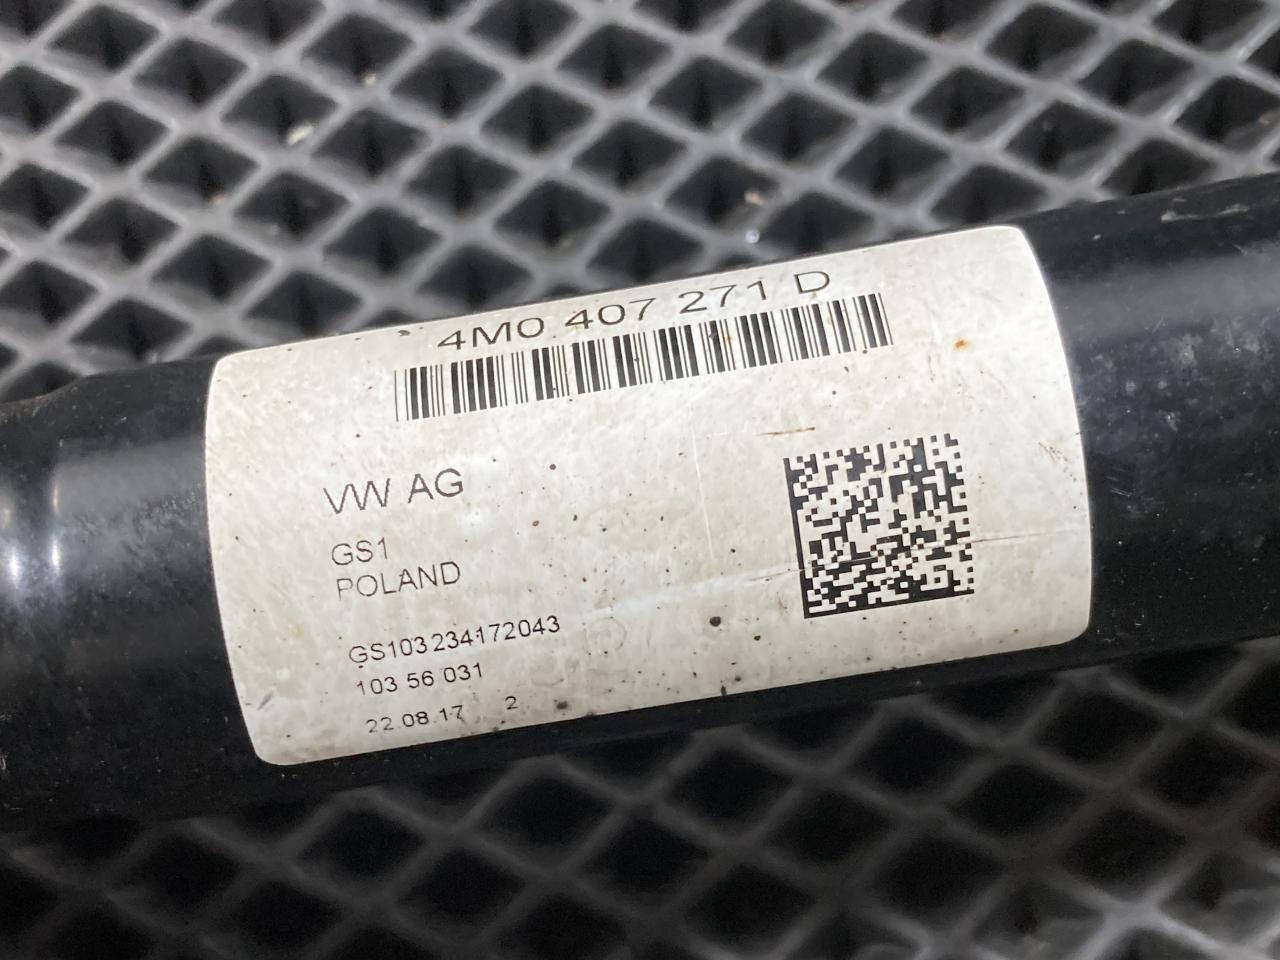 4M0 407 271 D
VW AG
GS1
POLAND
GS103234172043
103 56 031
22.08.17 2